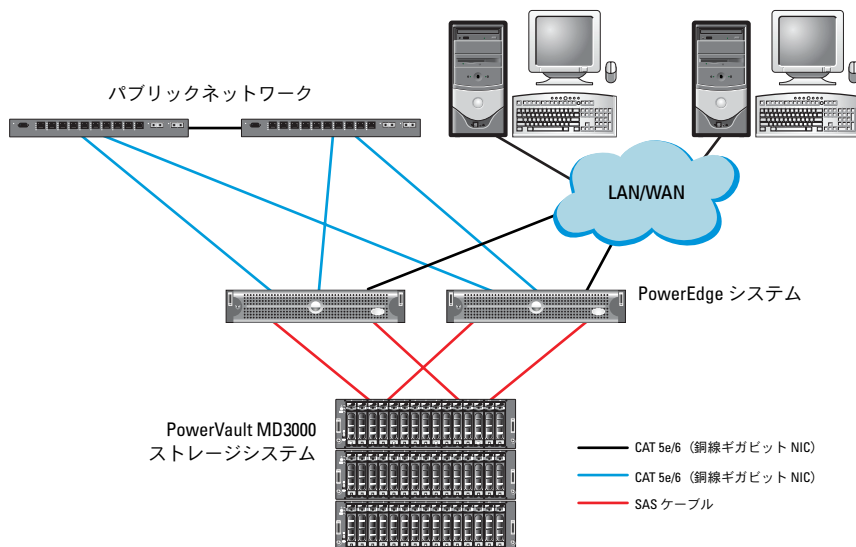 パブリックネットワーク
LAN/WAN
PowerEdge システム
PowerVault MD3000
ストレージシステム
CAT 5e/6（銅線ギガビット NIC）
CAT 5e/6（銅線ギガビット NIC）
SAS ケーブル